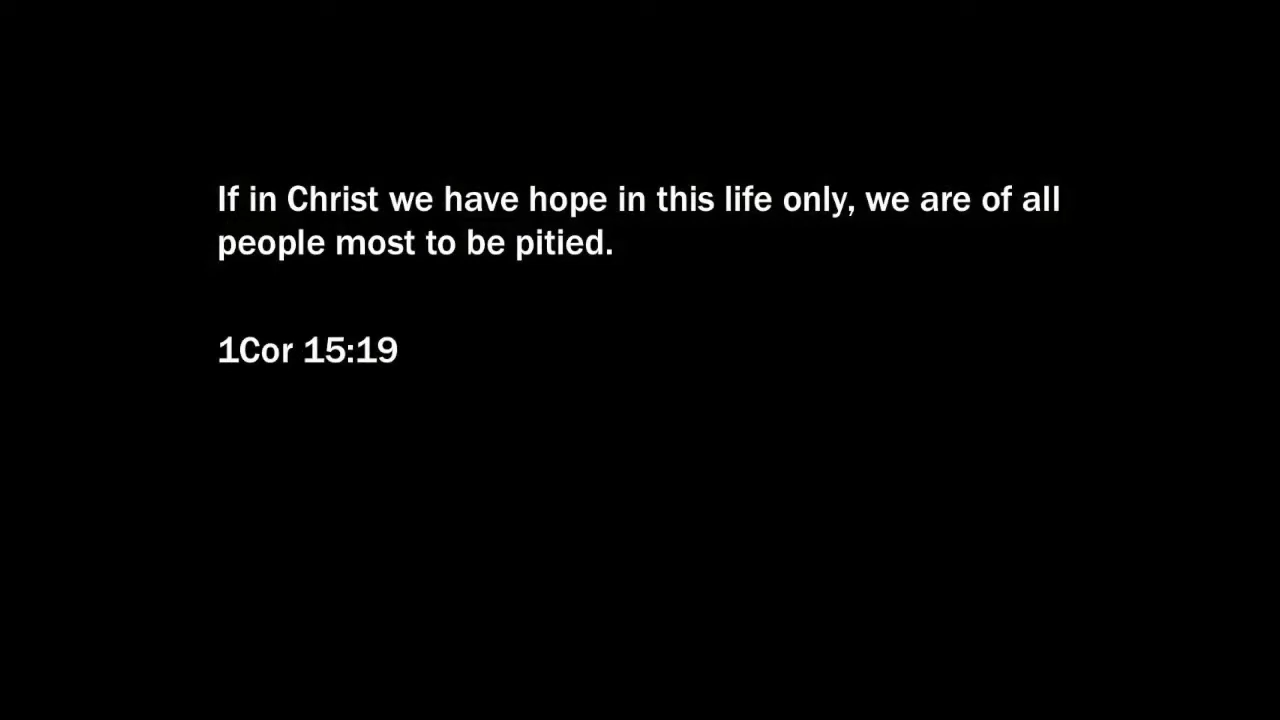 If in Christ we have hope in this life only, we are of all
people most to be pitied.
1Cor 15:19